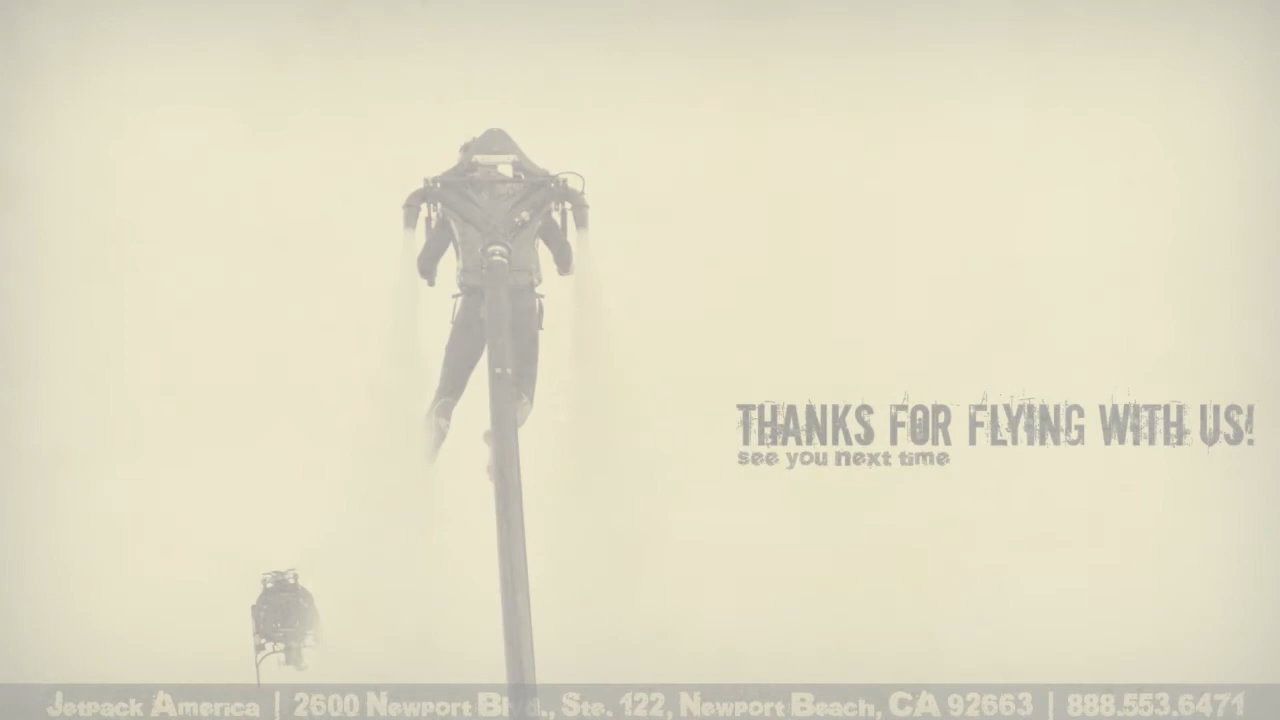 THANKS FOR FLYING WITH US!
see you next time
Jetpack America | 2600 Newport Blvd., Ste. 122, Newport Beach, CA 92663 | 888.553.6471